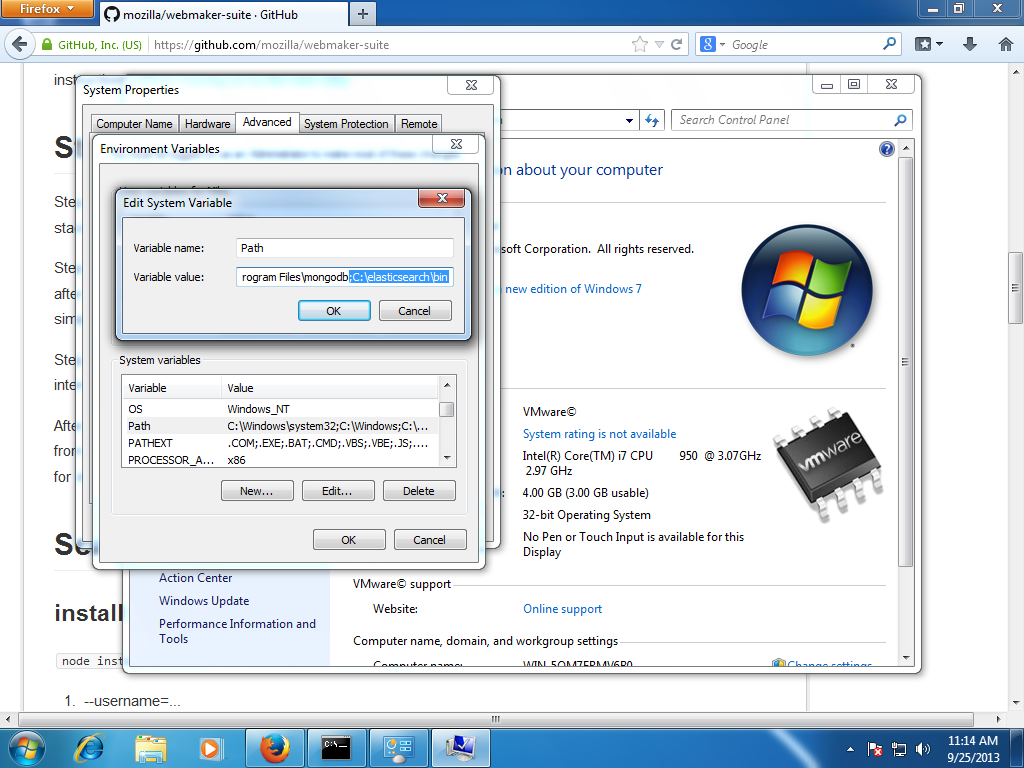 Firefox
mozilla/webmaker-suite · GitHub
GitHub, Inc. (US)
https://github.com/mozilla/webmaker-suite
Google
System Properties
Computer Name
Hardware
Advanced
System Protection
Remote
Search Control Panel
Environment Variables
on about your computer
Edit System Variable
Variable name:
Path
Variable value:
rogram Files\mongodb;C:\elasticsearch\bin
OK
Cancel
soft Corporation.  All rights reserved.
new edition of Windows 7
System variables
Variable
Value
OS
Windows_NT
Path
C:\Windows\system32;C:\Windows;C:\...
PATHEXT
.COM;.EXE;.BAT;.CMD;.VBS;.VBE;.JS;....
PROCESSOR_A...
x86
New...
Edit...
Delete
OK
Cancel
VMware©
System rating is not available
Intel(R) Core(TM) i7 CPU       950  @ 3.07GHz
2.97 GHz
4.00 GB (3.00 GB usable)
32-bit Operating System
No Pen or Touch Input is available for this
Display
vmware
Action Center
Windows Update
Performance Information and
Tools
VMware© support
Website:
Online support
Computer name, domain, and workgroup settings
Computer name:
WIN-5OM7FRMV6R0
Change settings
Ste
sta
Ste
afte
sim
Ste
inte
Afte
from
for
install
node inst
1. --username=...
11:14 AM
9/25/2013